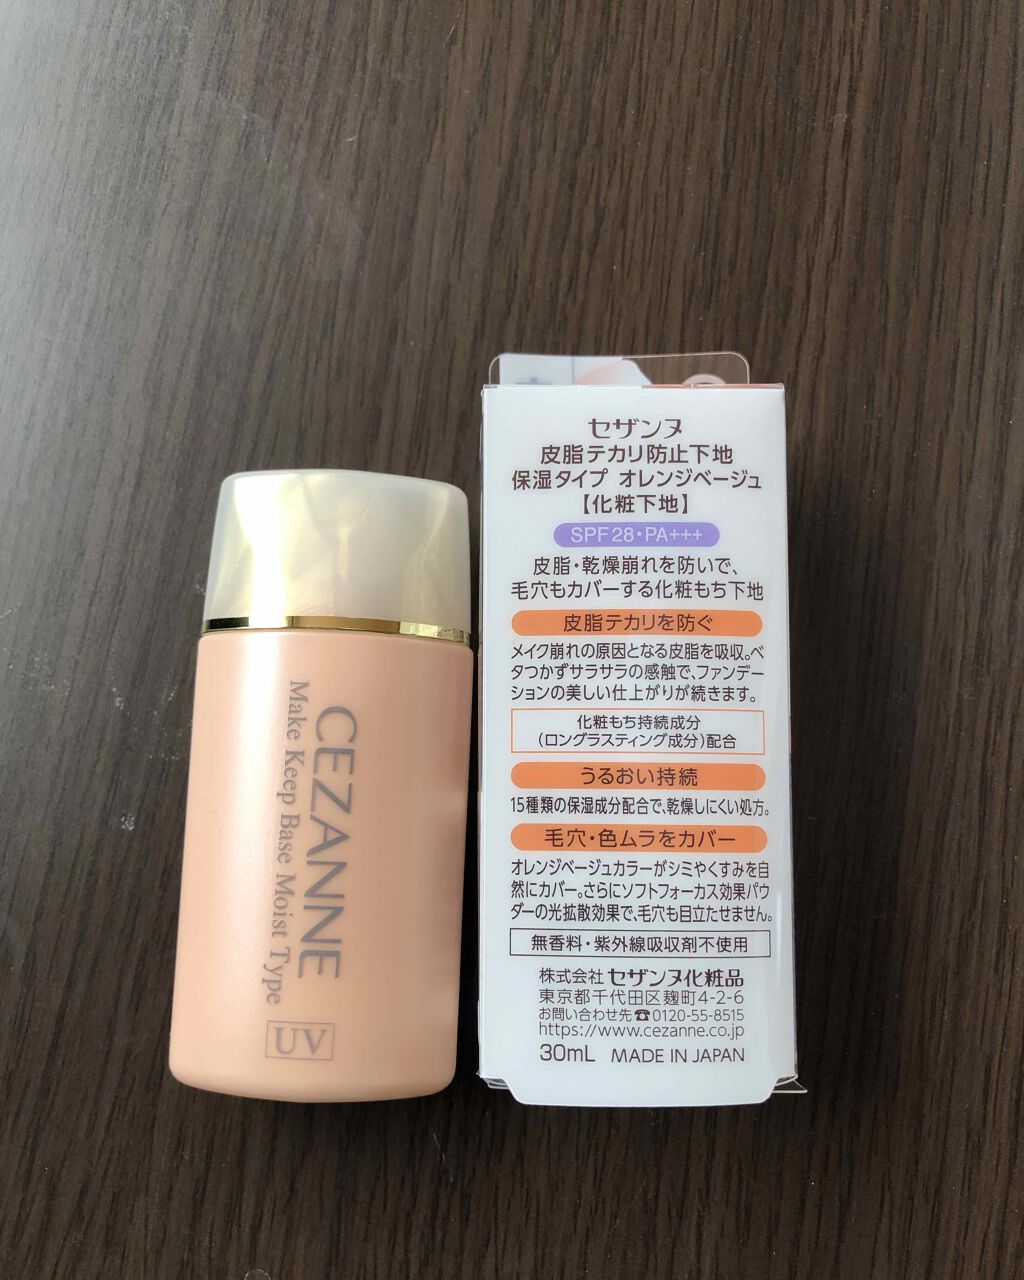 CEZANNE
Make Keep Base Moist Type
UV
セザンヌ
皮脂テカリ防止下地
保湿タイプ オレンジベージュ
【化粧下地】
SPF28・PA+++
皮脂・乾燥崩れを防いで、
毛穴もカバーする化粧もち下地
皮脂テカリを防ぐ
メイク崩れの原因となる皮脂を吸収。ベ
タつかずサラサラの感触で、ファンデー
ションの美しい仕上がりが続きます。
化粧もち持続成分
(ロングラスティング成分)配合
うるおい持続
15種類の保湿成分配合で、乾燥しにくい処方。
毛穴・色ムラをカバー
オレンジベージュカラーがシミやくすみを自
然にカバー。さらにソフトフォーカス効果パウ
ダーの光拡散効果で、毛穴も目立たせません。
無香料・紫外線吸収剤不使用
株式会社 セザンヌ化粧品
東京都千代田区麹町4-2-6
お問い合わせ先☎0120-55-8515
https://www.cezanne.co.jp
30mL MADE IN JAPAN